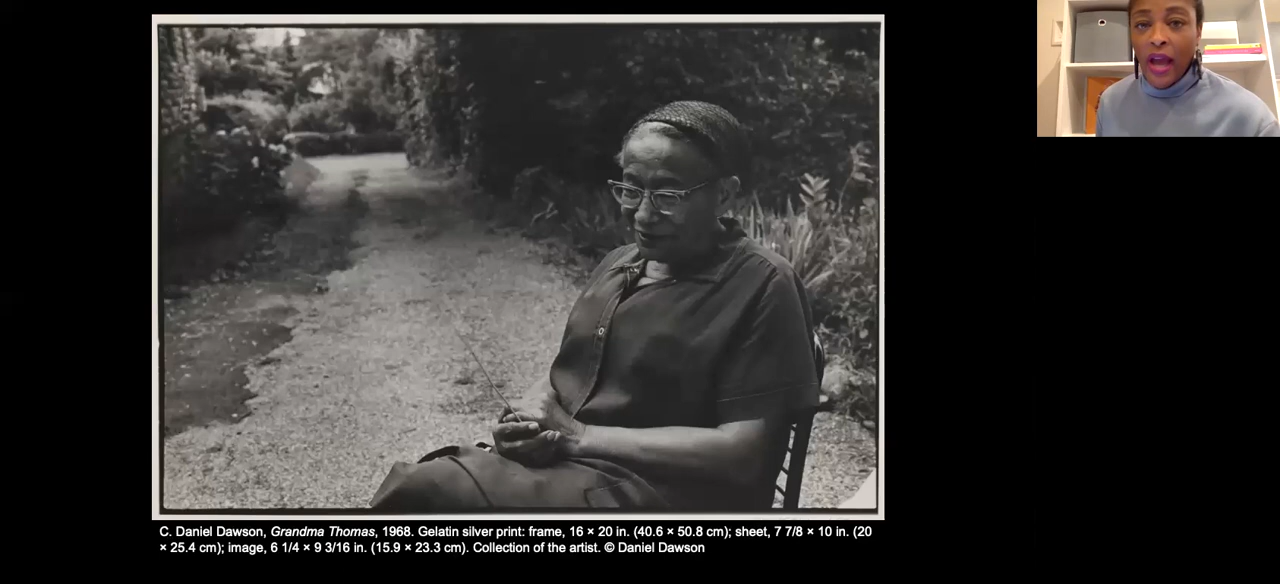 C. Daniel Dawson, Grandma Thomas, 1968. Gelatin silver print: frame, 16 × 20 in. (40.6 × 50.8 cm); sheet, 7 7/8 × 10 in. (20
× 25.4 cm); image, 6 1/4 × 9 3/16 in. (15.9 × 23.3 cm). Collection of the artist. © Daniel Dawson